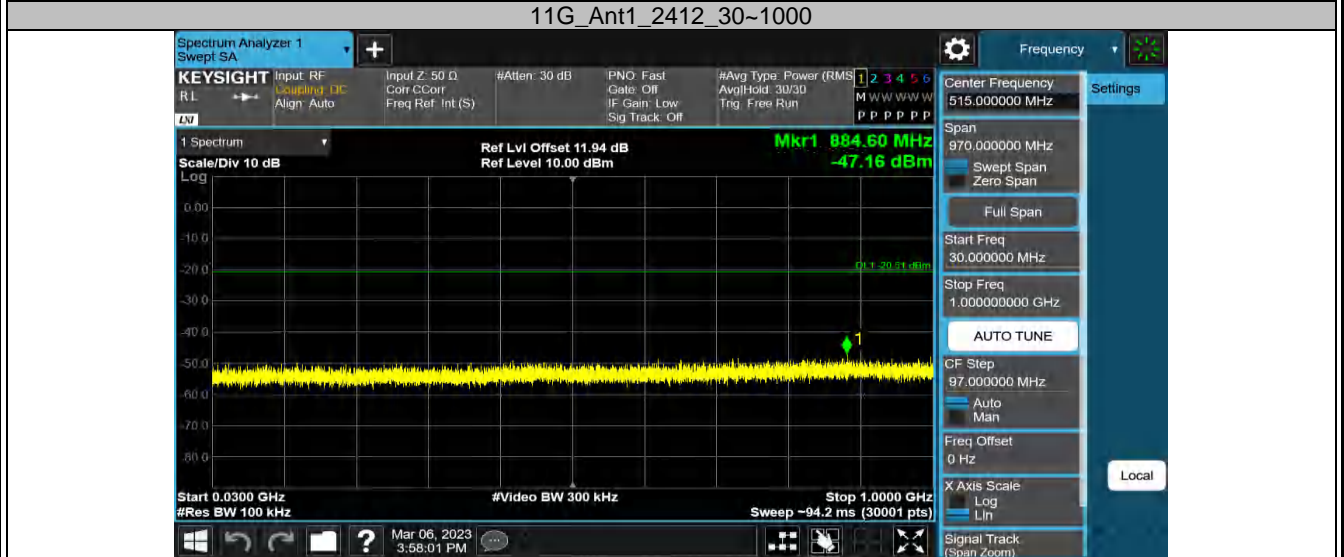 11G_Ant1_2412_30~1000
Spectrum Analyzer 1
Swept SA
+
Frequency
KEYSIGHT
RL
LXI
Input: RF
Coupling: DC
Align: Auto
Input Z: 50 Ω
Corr CCorr
Freq Ref: Int (S)
#Atten: 30 dB
PNO: Fast
Gate: Off
IF Gain: Low
Sig Track: Off
#Avg Type: Power (RMS
Avg|Hold: 30/30
Trig: Free Run
1 2 3 4 5 6
M W W W W W
P P P P P P
Center Frequency
515.000000 MHz
Settings
1 Spectrum
Scale/Div 10 dB
Ref Lvl Offset 11.94 dB
Ref Level 10.00 dBm
Mkr1 884.60 MHz
-47.16 dBm
Span
970.000000 MHz
Swept Span
Zero Span
Full Span
Start Freq
30.000000 MHz
Stop Freq
1.000000000 GHz
AUTO TUNE
CF Step
97.000000 MHz
Auto
Man
Freq Offset
0 Hz
X Axis Scale
Log
Lin
Signal Track
(Span Zoom)
Local
Log
0.00
-10.0
-20.0
DL1 -20.91 dBm
-30.0
-40.0
1
-50.0
-60.0
-70.0
-80.0
Start 0.0300 GHz
#Res BW 100 kHz
#Video BW 300 kHz
Stop 1.0000 GHz
Sweep ~94.2 ms (30001 pts)
?
Mar 06, 2023
3:58:01 PM